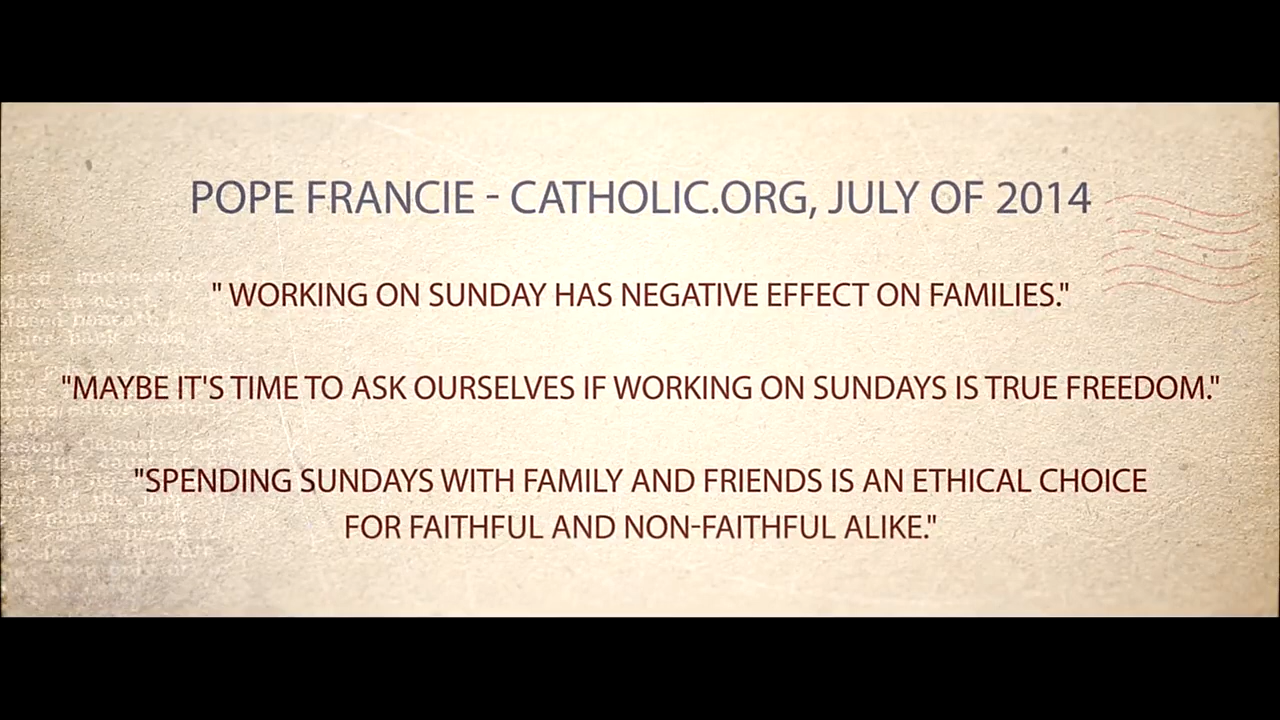 POPE FRANCIE - CATHOLIC.ORG, JULY OF 2014
" WORKING ON SUNDAY HAS NEGATIVE EFFECT ON FAMILIES."
"MAYBE IT'S TIME TO ASK OURSELVES IF WORKING ON SUNDAYS IS TRUE FREEDOM."
"SPENDING SUNDAYS WITH FAMILY AND FRIENDS IS AN ETHICAL CHOICE
FOR FAITHFUL AND NON-FAITHFUL ALIKE."